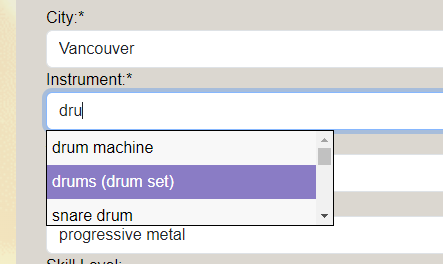 City:*
Vancouver
Instrument:*
dru
drum machine
drums (drum set)
snare drum
progressive metal
Skill Level: